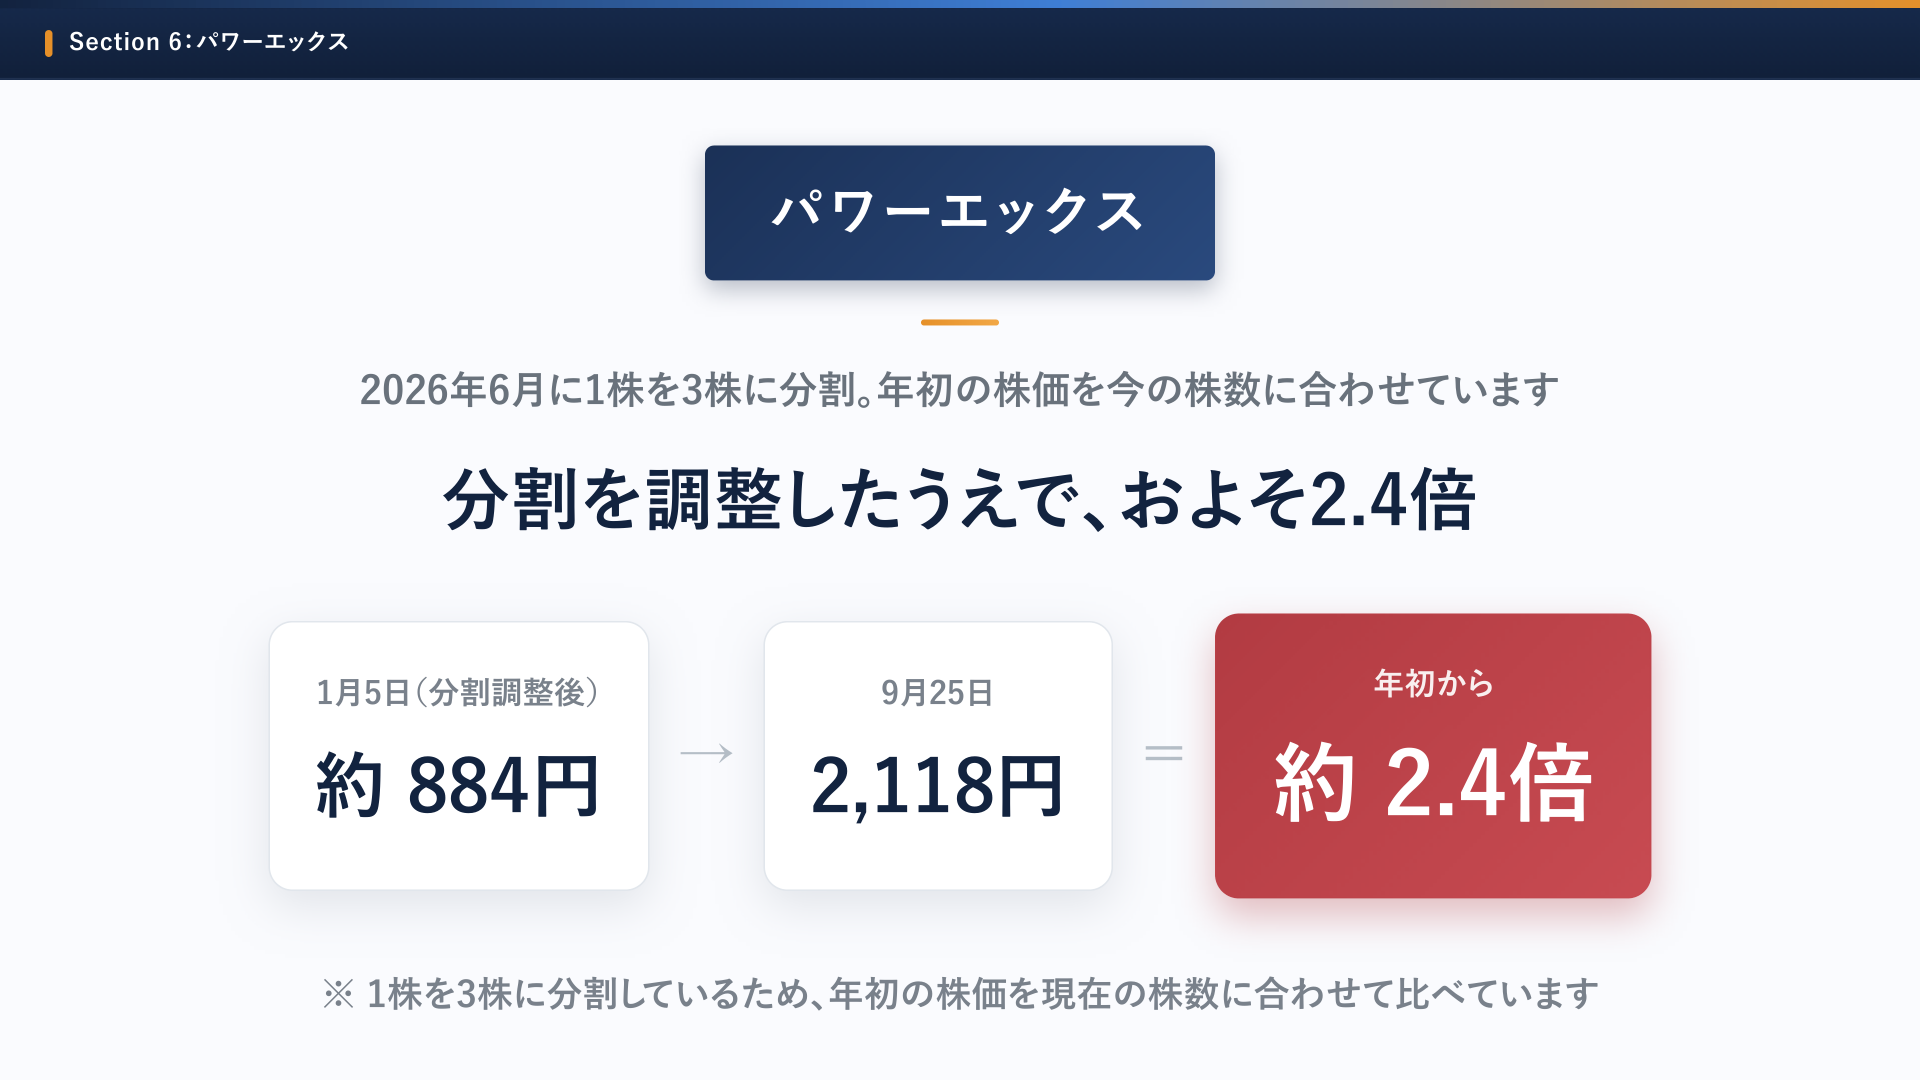 Section 6：パワーエックス
パワーエックス
2026年6月に1株を3株に分割。年初の株価を今の株数に合わせています
分割を調整したうえで、およそ2.4倍
1月5日（分割調整後）
約 884円
→
9月25日
2,118円
＝
年初から
約 2.4倍
※ 1株を3株に分割しているため、年初の株価を現在の株数に合わせて比べています